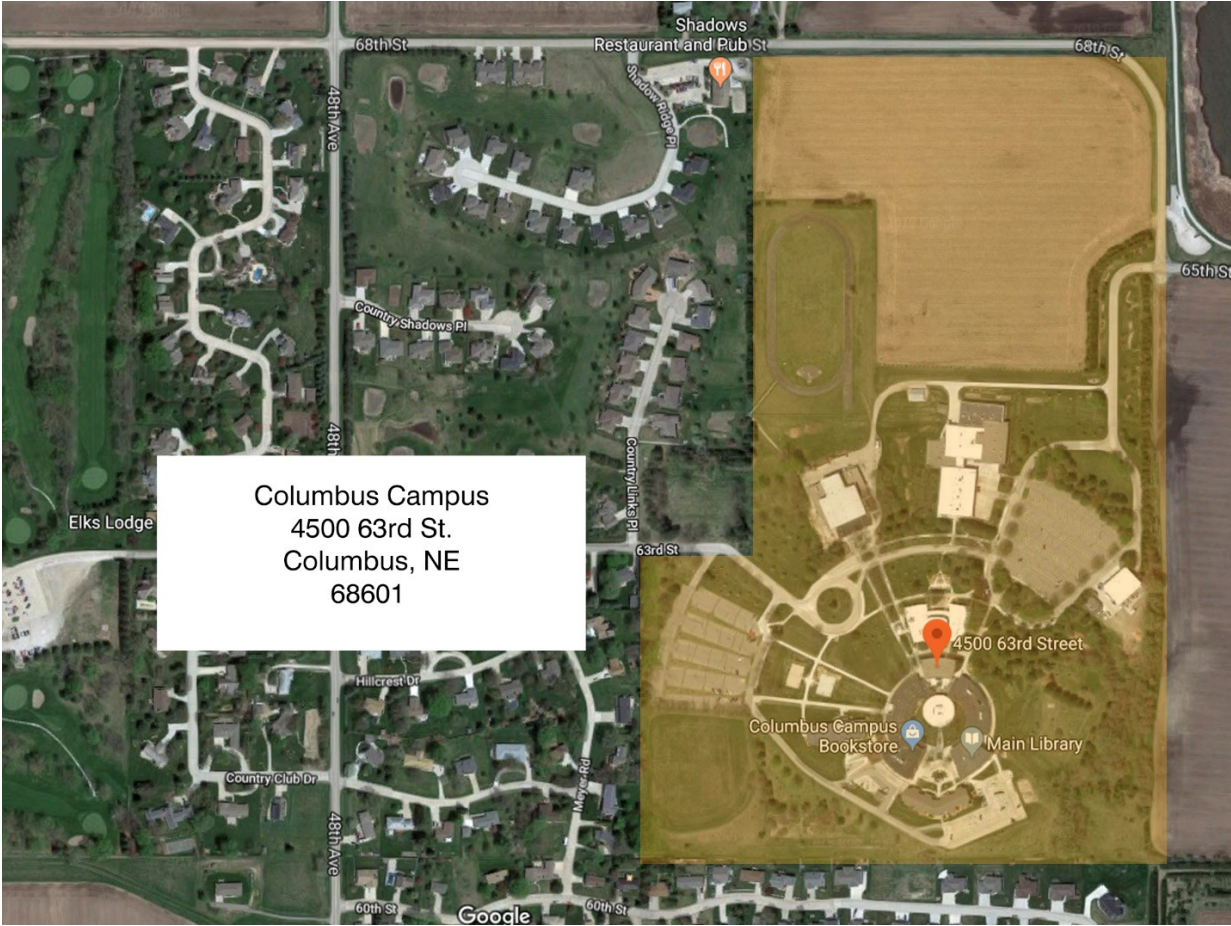 Shadows
Restaurant and Pub
68th St
St
68th St
Shadow Ridge Pl
48th Ave
65th St
Country Shadows Pl
48th
Country Links Pl
Columbus Campus
4500 63rd St.
Columbus, NE
68601
Elks Lodge
63rd St
4500 63rd Street
Hillcrest Dr
Columbus Campus
Bookstore
Main Library
Country Club Dr
Meyer Rd
48th Ave
60th St
Google
60th St